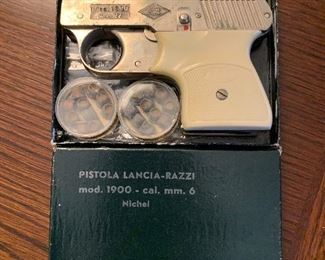 PISTOLA LANCIA-RAZZI
mod. 1900 - cal. mm. 6
Nichel